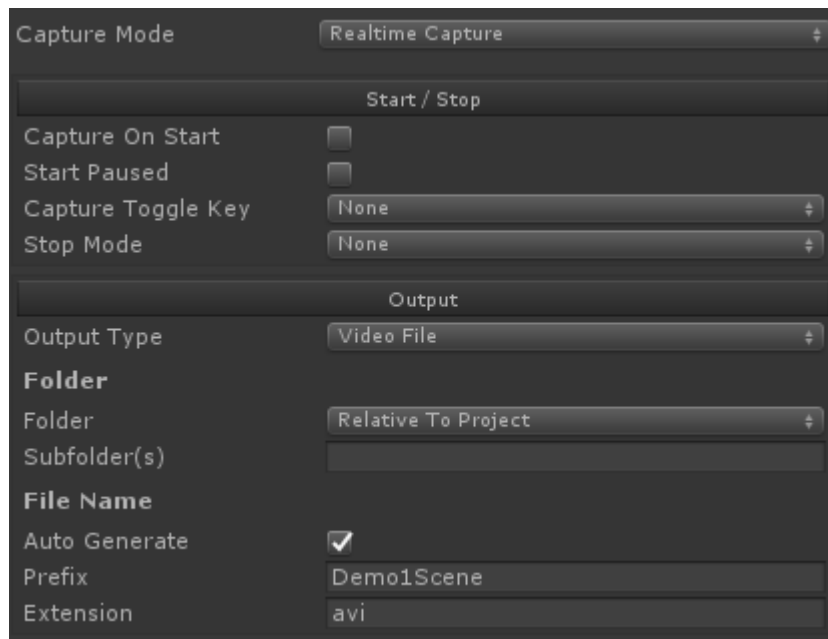 Capture Mode Realtime Capture
Start / Stop
Capture On Start
Start Paused
Capture Toggle Key None
Stop Mode None
Output
Output Type Video File
Folder
Folder Relative To Project
Subfolder(s)
File Name
Auto Generate
Prefix Demo1Scene
Extension avi